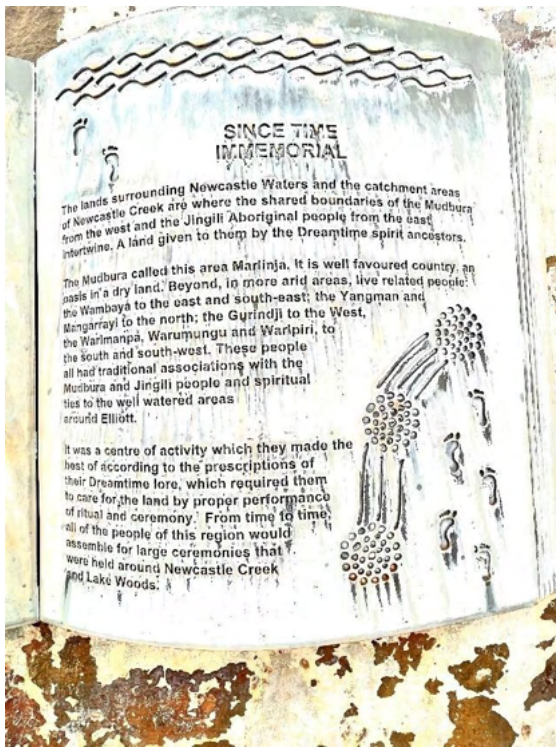 SINCE TIME
IMMEMORIAL
The lands surrounding Newcastle Waters and the catchment areas
of Newcastle Creek are where the shared boundaries of the Mudbura
from the west and the Jingili Aboriginal people from the east
intertwine. A land given to them by the Dreamtime spirit ancestors.
The Mudbura called this area Marlinja. It is well favoured country, an
oasis in a dry land. Beyond, in more arid areas, live related people:
the Wambaya to the east and south-east; the Yangman and
Mangarrayi to the north; the Gurindji to the West,
the Warlmanpa, Warumungu and Warlpiri, to
the south and south-west. These people
all had traditional associations with the
Mudbura and Jingili people and spiritual
ties to the well watered areas
around Elliott.
It was a centre of activity which they made the
best of according to the prescriptions of
their Dreamtime lore, which required them
to care for the land by proper performance
of ritual and ceremony. From time to time,
all of the people of this region would
assemble for large ceremonies that
were held around Newcastle Creek
and Lake Woods.